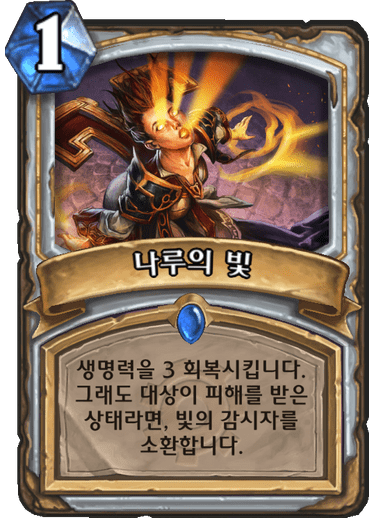 1
나루의 빛
생명력을 3 회복시킵니다.
그래도 대상이 피해를 받은
상태라면, 빛의 감시자를
소환합니다.